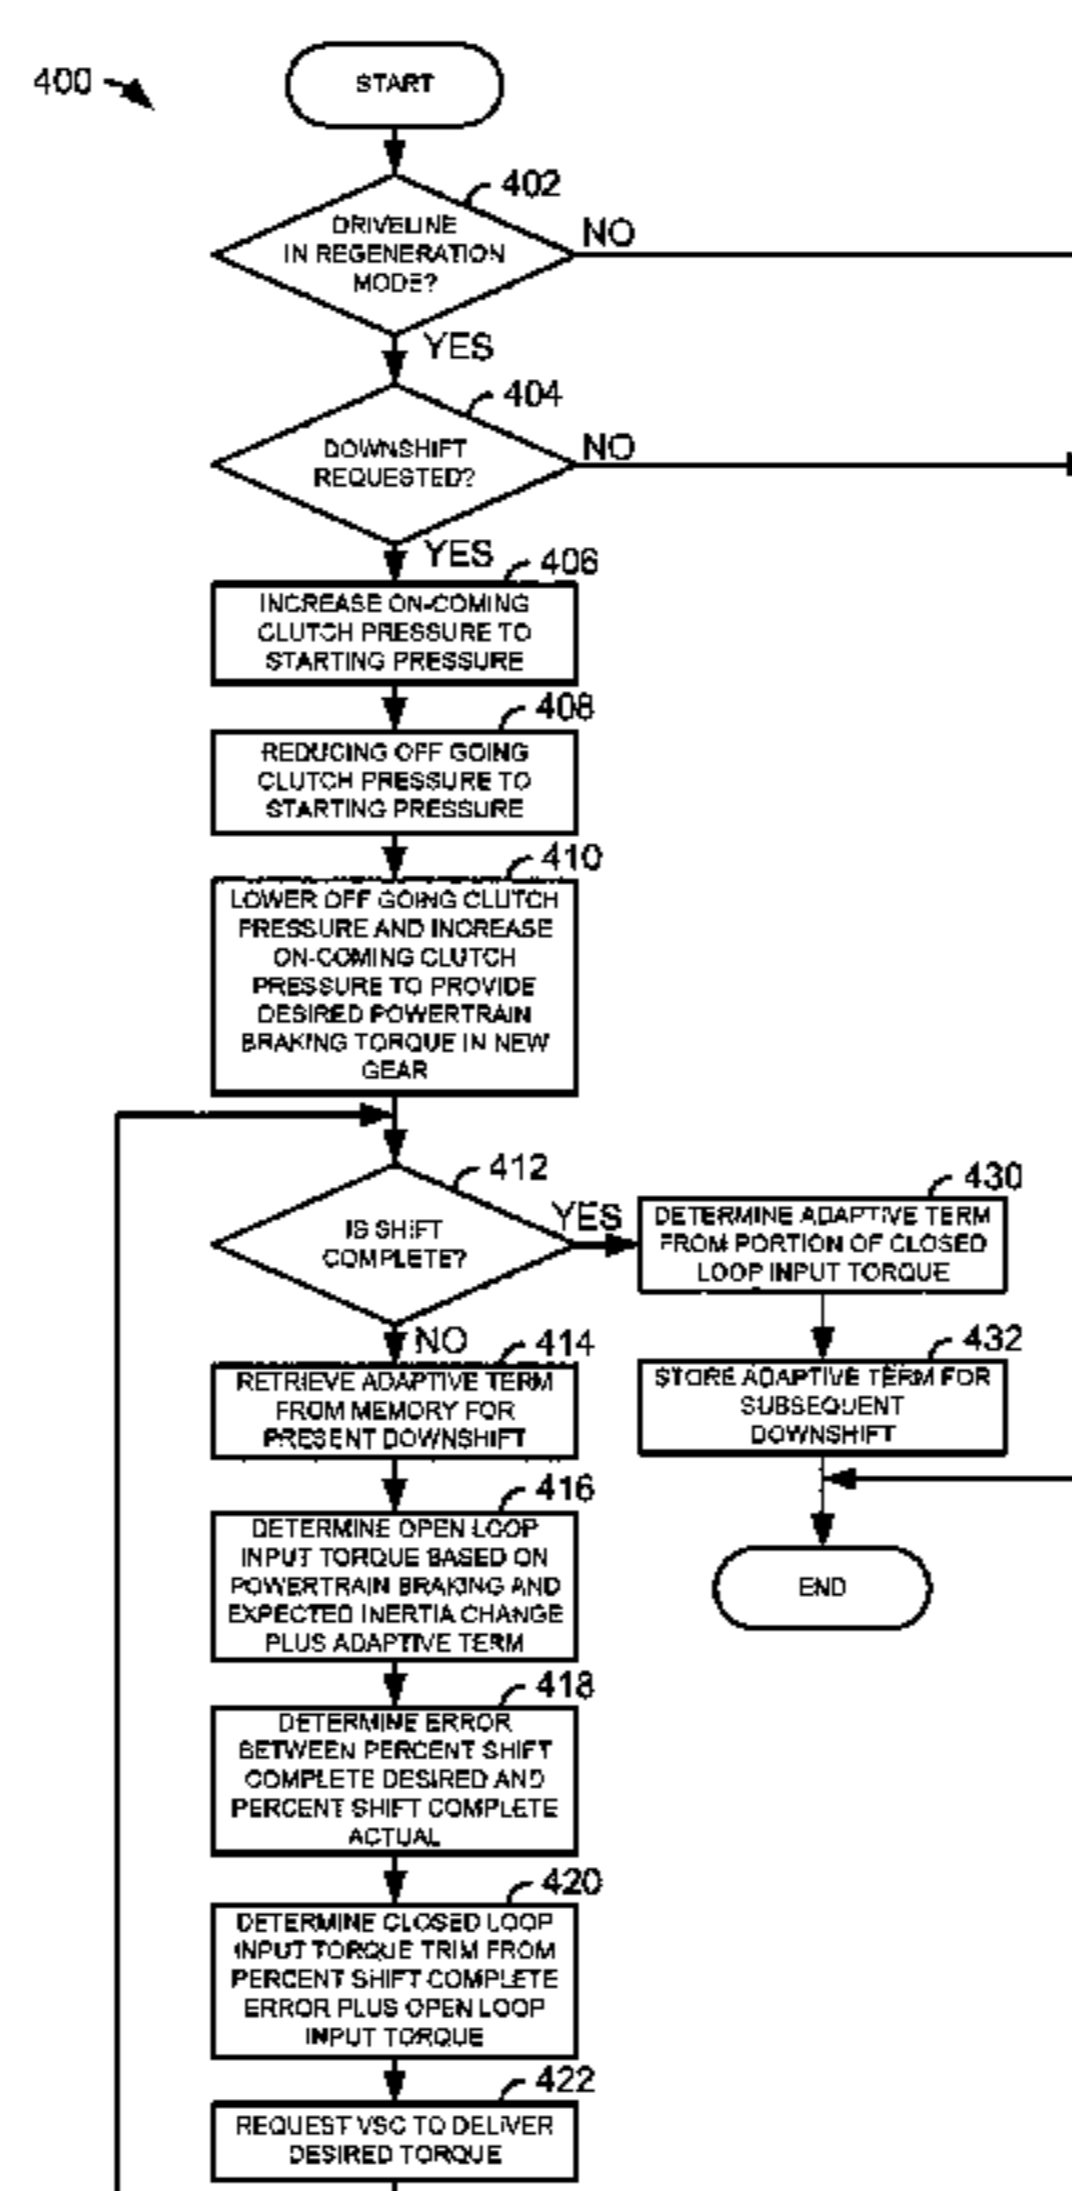 400
START
402
DRIVELINE
IN REGENERATION
MODE?
NO
YES
404
DOWNSHIFT
REQUESTED?
NO
YES
406
INCREASE ON-COMING
CLUTCH PRESSURE TO
STARTING PRESSURE
408
REDUCING OFF GOING
CLUTCH PRESSURE TO
STARTING PRESSURE
410
LOWER OFF GOING CLUTCH
PRESSURE AND INCREASE
ON-COMING CLUTCH
PRESSURE TO PROVIDE
DESIRED POWERTRAIN
BRAKING TORQUE IN NEW
GEAR
412
IS SHIFT
COMPLETE?
YES
430
DETERMINE ADAPTIVE TERM
FROM PORTION OF CLOSED
LOOP INPUT TORQUE
432
STORE ADAPTIVE TERM FOR
SUBSEQUENT
DOWNSHIFT
END
NO
414
RETRIEVE ADAPTIVE TERM
FROM MEMORY FOR
PRESENT DOWNSHIFT
416
DETERMINE OPEN LOOP
INPUT TORQUE BASED ON
POWERTRAIN BRAKING AND
EXPECTED INERTIA CHANGE
PLUS ADAPTIVE TERM
418
DETERMINE ERROR
BETWEEN PERCENT SHIFT
COMPLETE DESIRED AND
PERCENT SHIFT COMPLETE
ACTUAL
420
DETERMINE CLOSED LOOP
INPUT TORQUE TRIM FROM
PERCENT SHIFT COMPLETE
ERROR PLUS OPEN LOOP
INPUT TORQUE
422
REQUEST VSC TO DELIVER
DESIRED TORQUE